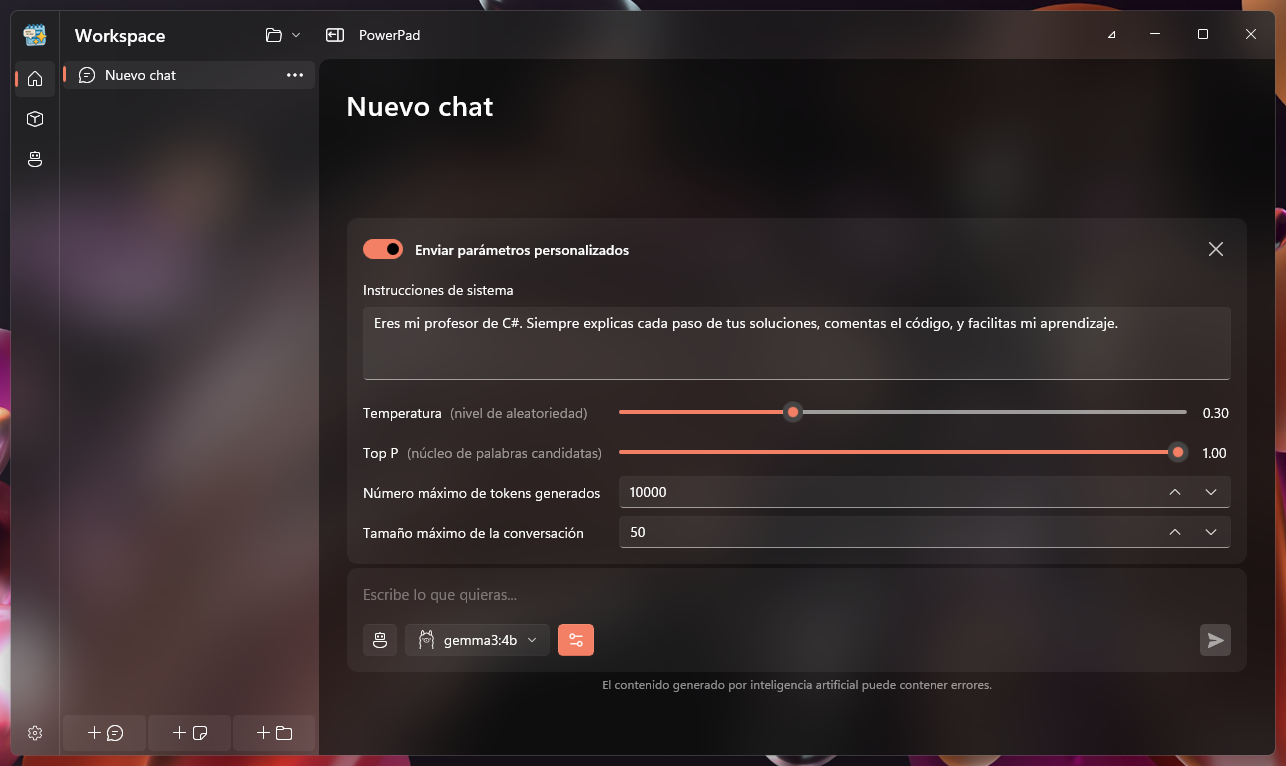 Workspace
PowerPad
Nuevo chat
Nuevo chat
Enviar parámetros personalizados
Instrucciones de sistema
Eres mi profesor de C#. Siempre explicas cada paso de tus soluciones, comentas el código, y facilitas mi aprendizaje.
Temperatura (nivel de aleatoriedad) 0.30
Top P (núcleo de palabras candidatas) 1.00
Número máximo de tokens generados 10000
Tamaño máximo de la conversación 50
Escribe lo que quieras...
gemma3:4b
El contenido generado por inteligencia artificial puede contener errores.